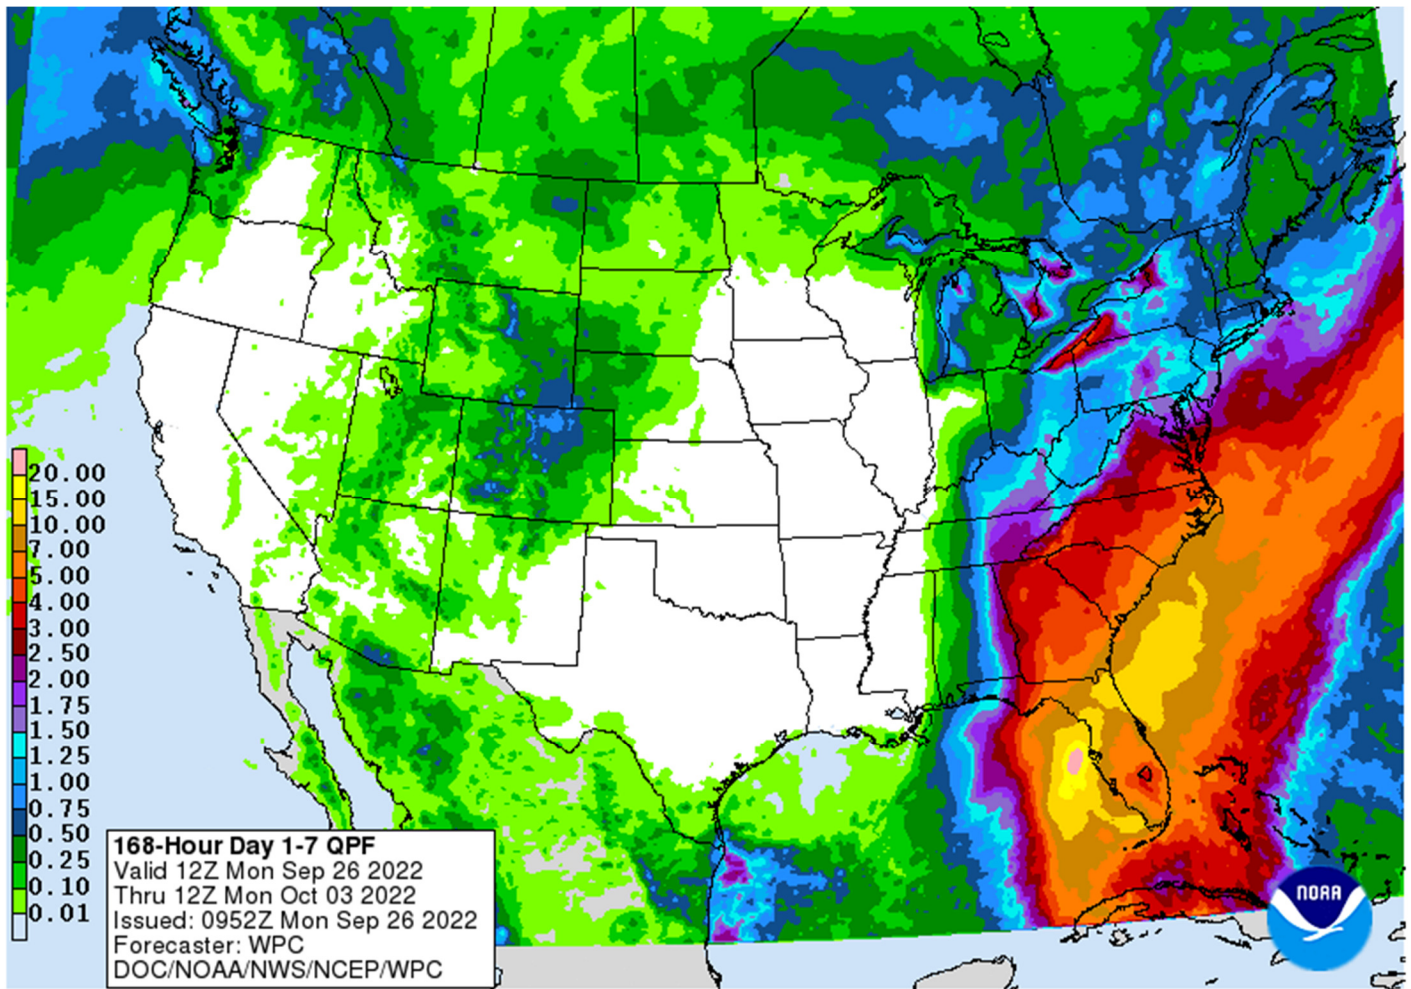 20.00
15.00
10.00
7.00
5.00
4.00
3.00
2.50
2.00
1.75
1.50
1.25
1.00
0.75
0.50
0.25
0.10
0.01
168-Hour Day 1-7 QPF
Valid 12Z Mon Sep 26 2022
Thru 12Z Mon Oct 03 2022
Issued: 0952Z Mon Sep 26 2022
Forecaster: WPC
DOC/NOAA/NWS/NCEP/WPC
NOAA